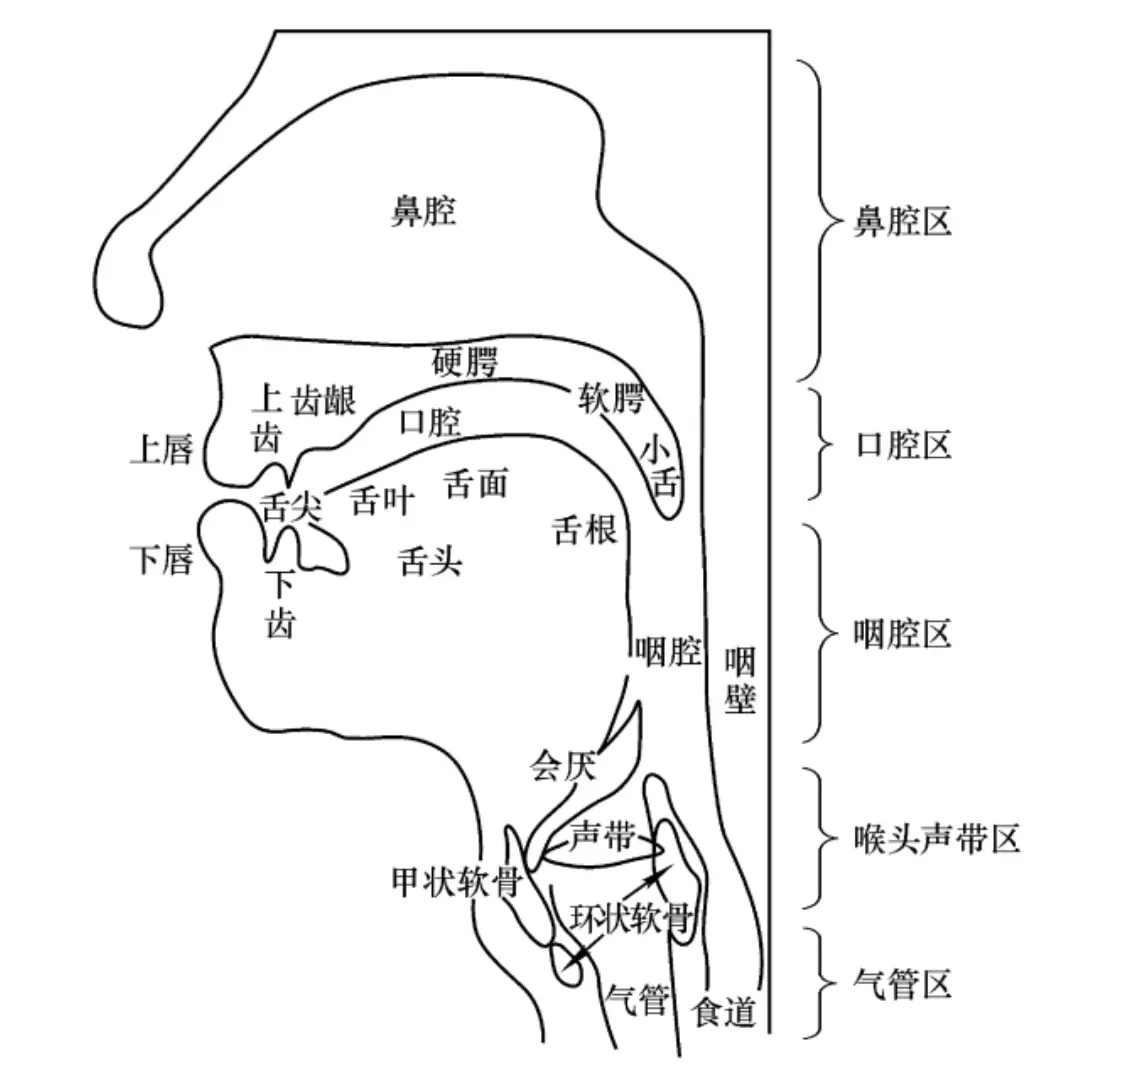 鼻腔
鼻腔区
硬腭
上 齿龈
齿
软腭
口腔
上唇
小
舌
口腔区
舌尖
舌叶
舌面
舌根
下唇
舌头
下
齿
咽腔
咽
壁
咽腔区
会厌
声带
喉头声带区
甲状软骨
环状软骨
气管
食道
气管区